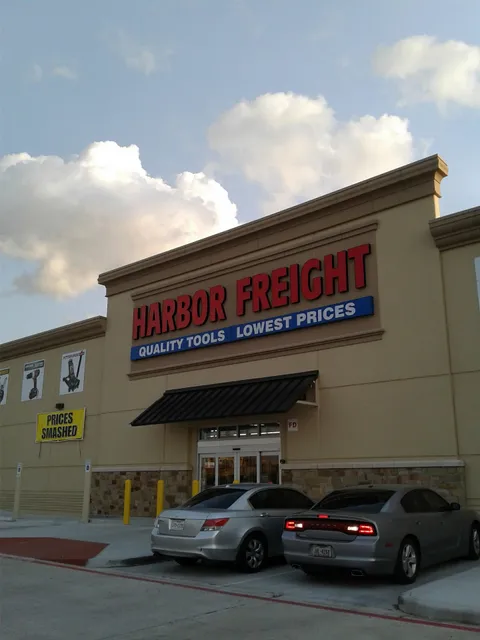 HARBOR FREIGHT
QUALITY TOOLS LOWEST PRICES
PRICES
SMASHED